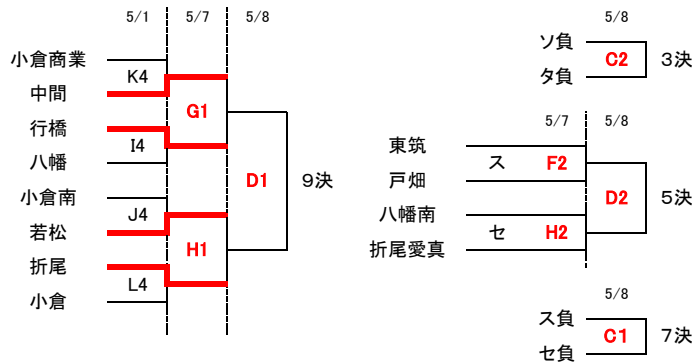 5/1 5/7 5/8
小倉商業
K4
中間
G1
行橋
I4
八幡
D1 9決
小倉南
J4
若松
H1
折尾
L4
小倉
5/8
ソ負
C2 3決
タ負
5/7 5/8
東筑
ス F2
戸畑
D2 5決
八幡南
セ H2
折尾愛真
5/8
ス負
C1 7決
セ負